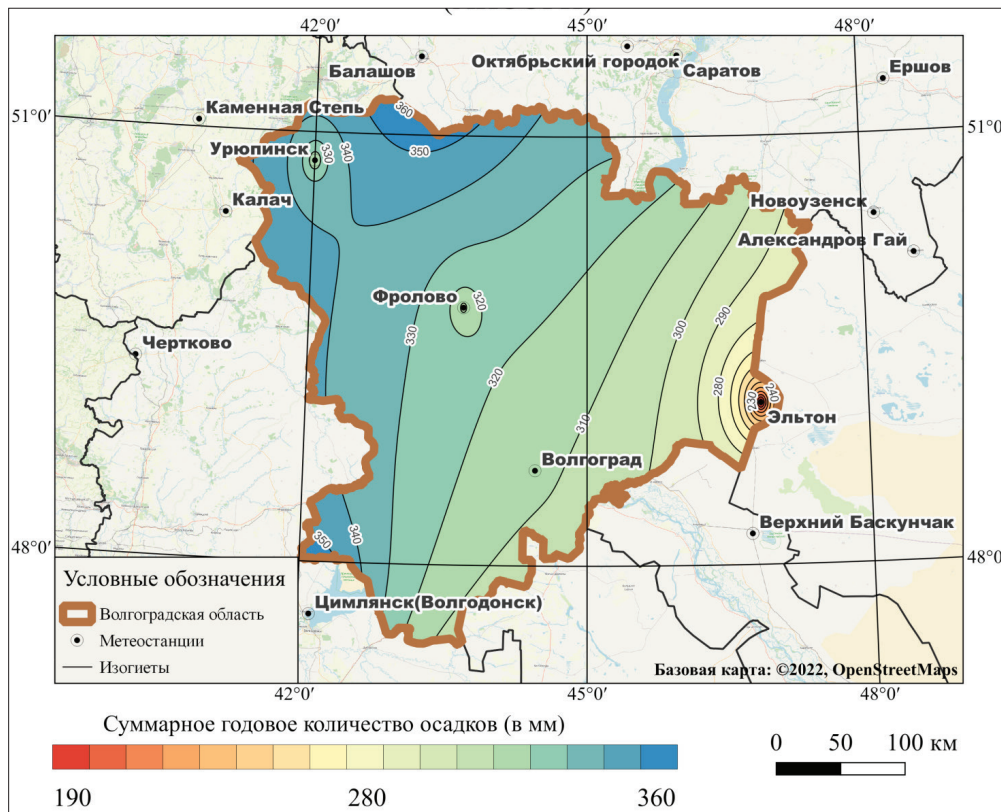 42°0′ 45°0′ 48°0′
Октябрьский городок
Балашов
Саратов
Ершов
51°0′
360
Каменная Степь
51°0′
350
350
Урюпинск
330
340
Калач
Новоузенск
Александров Гай
Фролово
320
290
300
330
Чертково
320
280
230
240
310
Эльтон
Волгоград
Верхний Баскунчак
340
350
48°0′
48°0′
Условные обозначения
Волгоградская область
Метеостанции
Изогиеты
Цимлянск(Волгодонск)
Базовая карта: ©2022, OpenStreetMaps
42°0′ 45°0′ 48°0′
Суммарное годовое количество осадков (в мм)
190 280 360
0 50 100 км